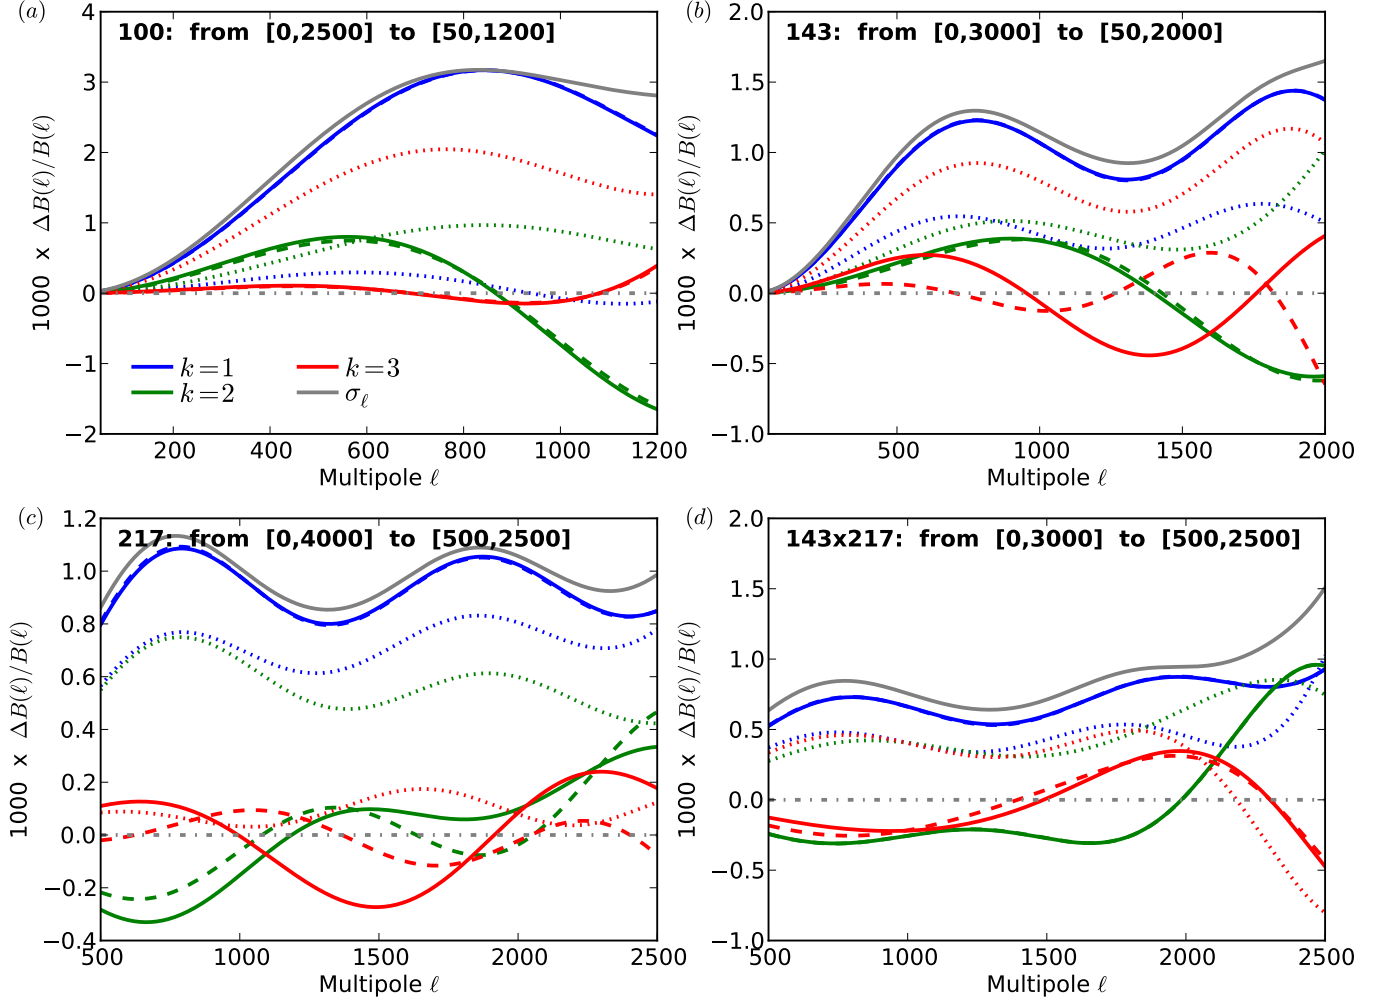 (a)
100: from [0,2500] to [50,1200]
1000 x ΔB(ℓ)/B(ℓ)
4
3
2
1
0
−1
−2
k=1
k=2
k=3
σℓ
200 400 600 800 1000 1200
Multipole ℓ
(b)
143: from [0,3000] to [50,2000]
1000 x ΔB(ℓ)/B(ℓ)
2.0
1.5
1.0
0.5
0.0
−0.5
−1.0
500 1000 1500 2000
Multipole ℓ
(c)
217: from [0,4000] to [500,2500]
1000 x ΔB(ℓ)/B(ℓ)
1.2
1.0
0.8
0.6
0.4
0.2
0.0
−0.2
−0.4
500 1000 1500 2000 2500
Multipole ℓ
(d)
143x217: from [0,3000] to [500,2500]
1000 x ΔB(ℓ)/B(ℓ)
2.0
1.5
1.0
0.5
0.0
−0.5
−1.0
500 1000 1500 2000 2500
Multipole ℓ